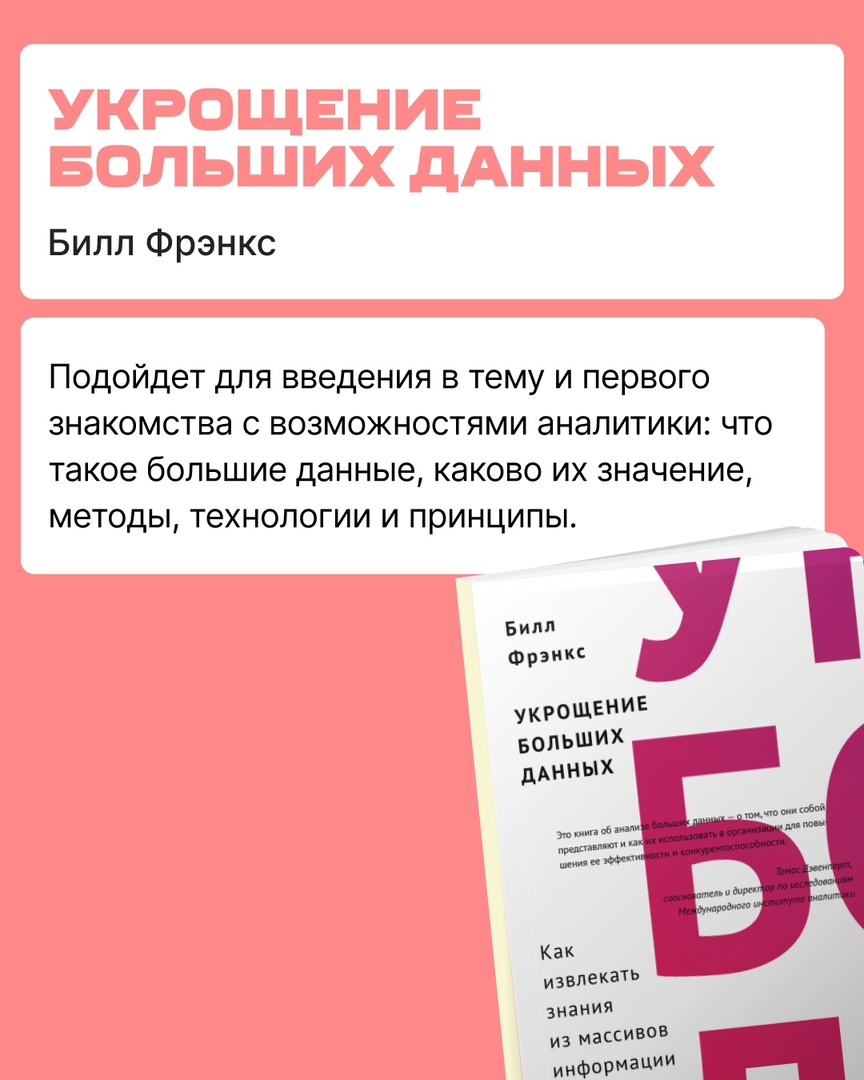 УКРОЩЕНИЕ
БОЛЬШИХ ДАННЫХ
Билл Фрэнкс
Подойдет для введения в тему и первого
знакомства с возможностями аналитики: что
такое большие данные, каково их значение,
методы, технологии и принципы.
Билл
Фрэнкс
УКРОЩЕНИЕ
БОЛЬШИХ
ДАННЫХ
Это книга об анализе больших данных — о том, что они собой
представляют и как их использовать в организации для повы-
шения ее эффективности и конкурентоспособности.
Томас Дэвенпорт,
сооснователь и директор по исследованиям
Международного института аналитики
Как
извлекать
знания
из массивов
информации